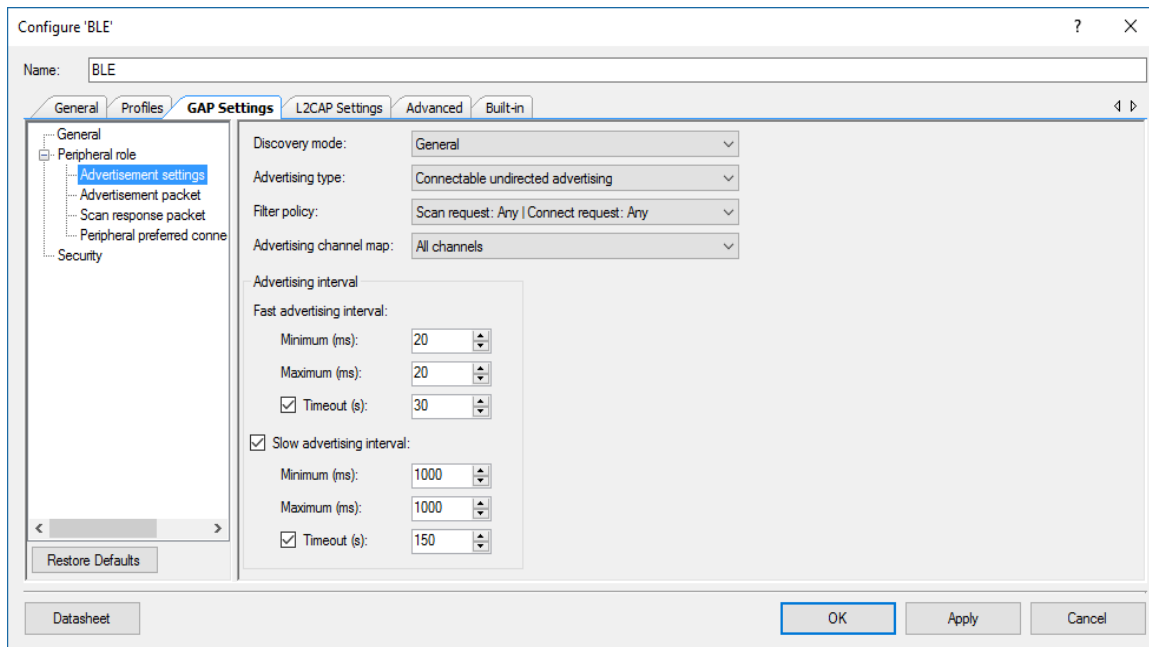 Configure 'BLE'
?
Name: BLE
General Profiles GAP Settings L2CAP Settings Advanced Built-in
General
Peripheral role
Advertisement settings
Advertisement packet
Scan response packet
Peripheral preferred conne
Security
Restore Defaults
Discovery mode: General
Advertising type: Connectable undirected advertising
Filter policy: Scan request: Any | Connect request: Any
Advertising channel map: All channels
Advertising interval
Fast advertising interval:
Minimum (ms): 20
Maximum (ms): 20
Timeout (s): 30
Slow advertising interval:
Minimum (ms): 1000
Maximum (ms): 1000
Timeout (s): 150
Datasheet OK Apply Cancel